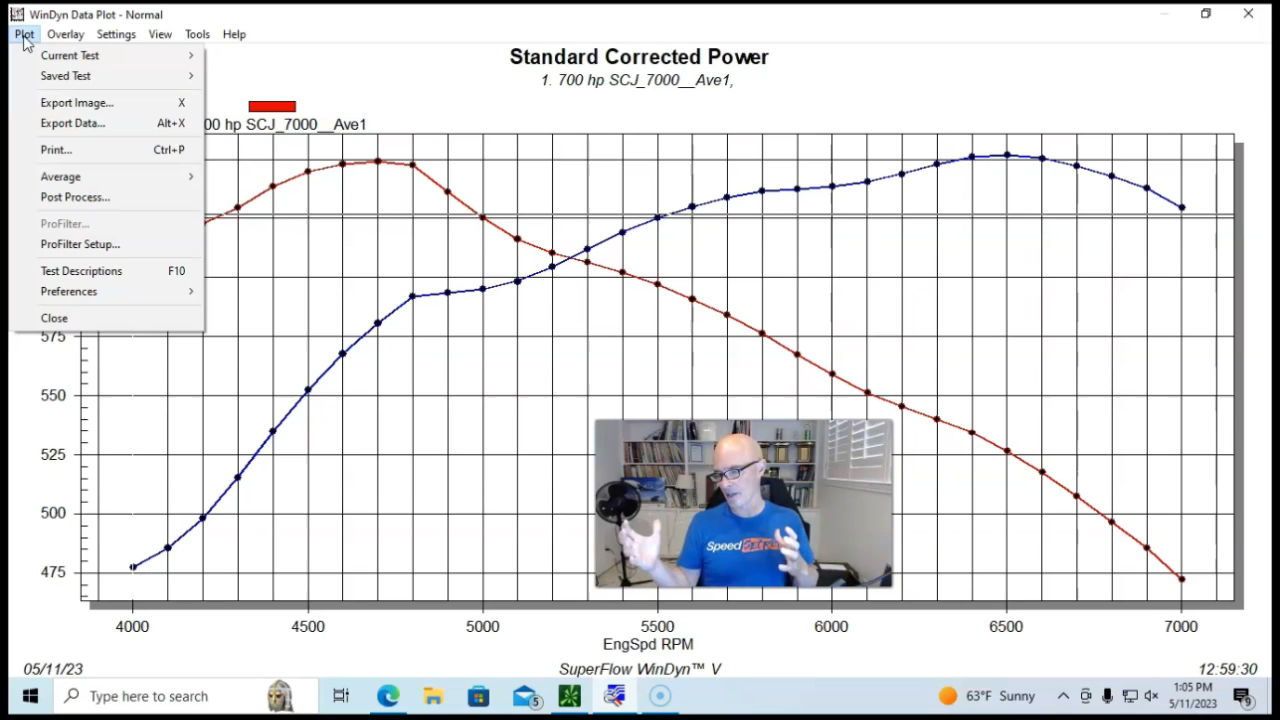 WinDyn Data Plot - Normal
Plot Overlay Settings View Tools Help
Current Test
Saved Test
Export Image... X
Export Data... Alt+X
Print... Ctrl+P
Average
Post Process...
ProFilter...
ProFilter Setup...
Test Descriptions F10
Preferences
Close
Standard Corrected Power
1. 700 hp SCJ_7000__Ave1,
00 hp SCJ_7000__Ave1
575
550
525
500
475
4000 4500 5000 5500 6000 6500 7000
EngSpd RPM
Speed
05/11/23 SuperFlow WinDyn™ V 12:59:30
Type here to search
5
63°F Sunny
1:05 PM
5/11/2023
9